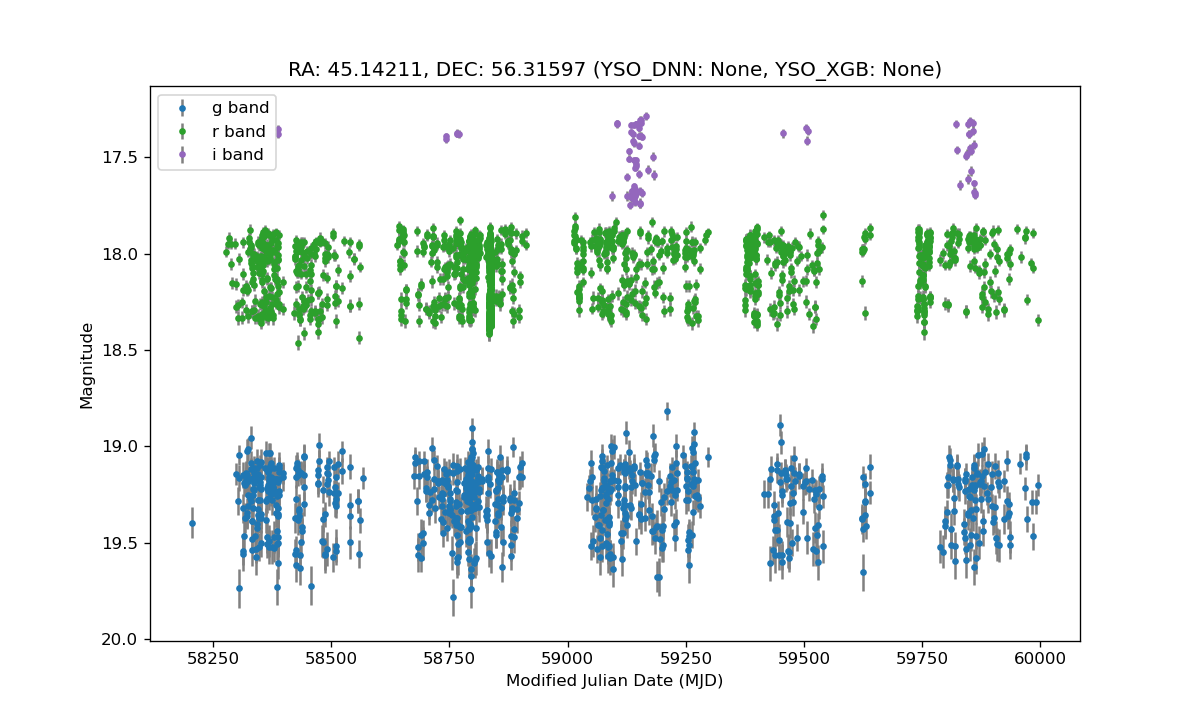 RA: 45.14211, DEC: 56.31597 (YSO_DNN: None, YSO_XGB: None)
g band
r band
i band
17.5
18.0
18.5
19.0
19.5
20.0
Magnitude
58250 58500 58750 59000 59250 59500 59750 60000
Modified Julian Date (MJD)